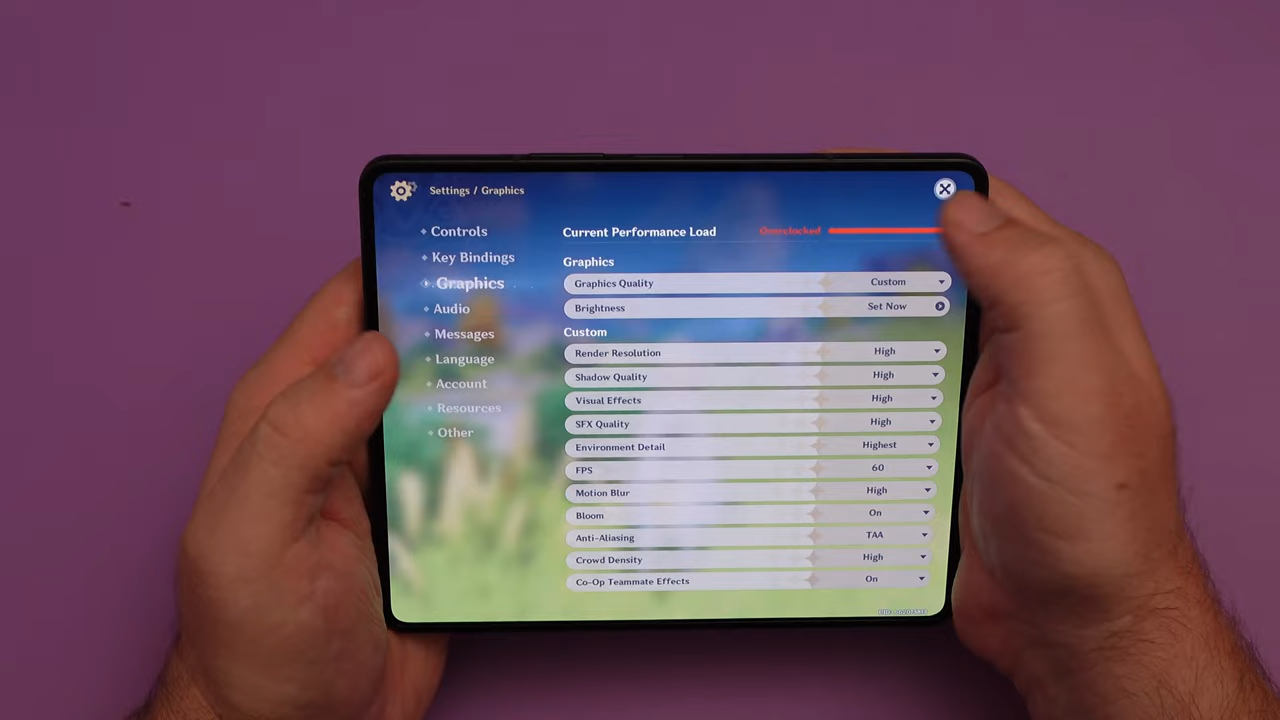 Settings / Graphics
Controls
Key Bindings
Graphics
Audio
Messages
Language
Account
Resources
Other
Current Performance Load Overclocked
Graphics
Graphics Quality Custom
Brightness Set Now
Custom
Render Resolution High
Shadow Quality High
Visual Effects High
SFX Quality High
Environment Detail Highest
FPS 60
Motion Blur High
Bloom On
Anti-Aliasing TAA
Crowd Density High
Co-Op Teammate Effects On